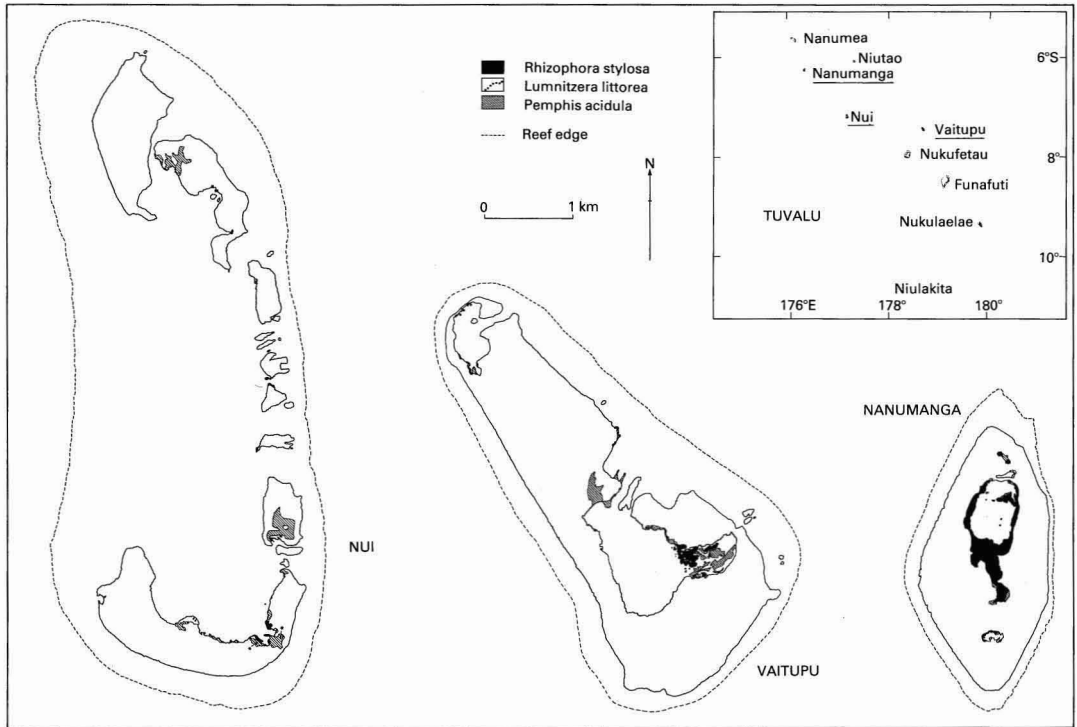 Rhizophora stylosa
Lumnitzera littorea
Pemphis acidula
Reef edge
N
0 1 km
NUI
VAITUPU
NANUMANGA
Nanumea
Niutao
6°S
Nanumanga
Nui
Vaitupu
Nukufetau
8°
Funafuti
TUVALU
Nukulaelae
10°
Niulakita
176°E 178° 180°